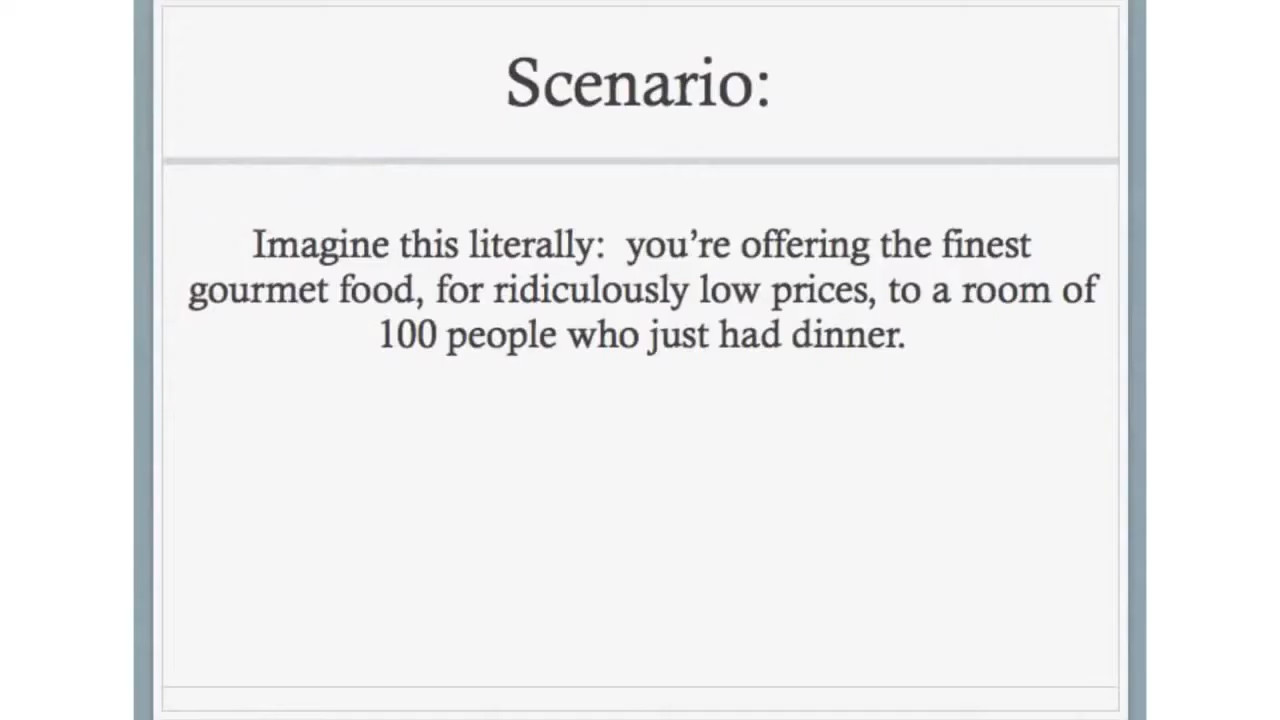 Scenario:
Imagine this literally:  you’re offering the finest
gourmet food, for ridiculously low prices, to a room of
100 people who just had dinner.